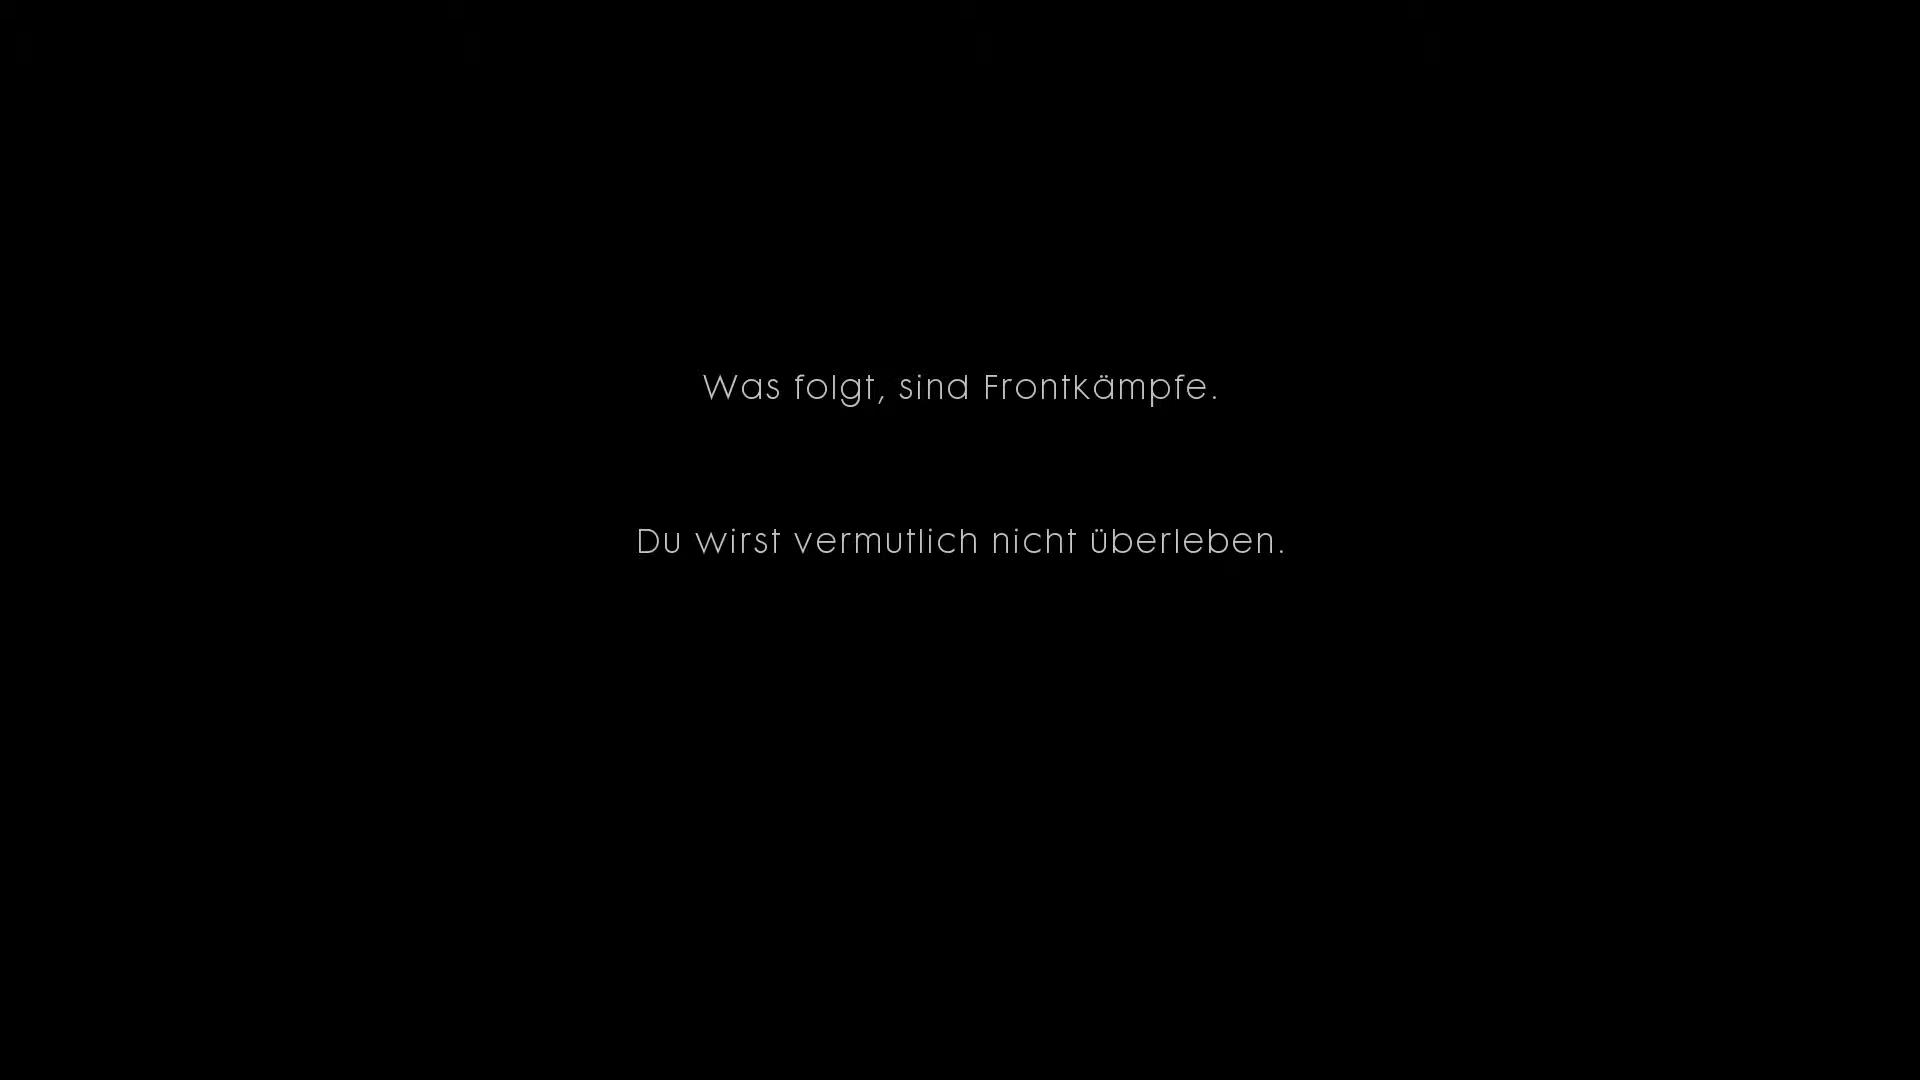 Was folgt, sind Frontkämpfe.
Du wirst vermutlich nicht überleben.